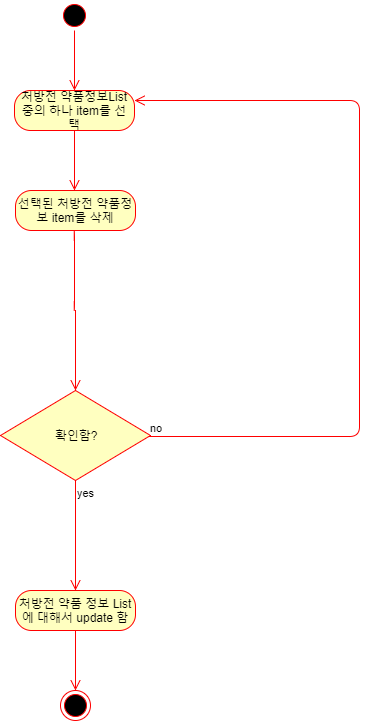 처방전 약품정보List
중의 하나 item를 선
택
선택된 처방전 약품정
보 item를 삭제
확인함?
no
yes
처방전 약품 정보 List
에 대해서 update 함